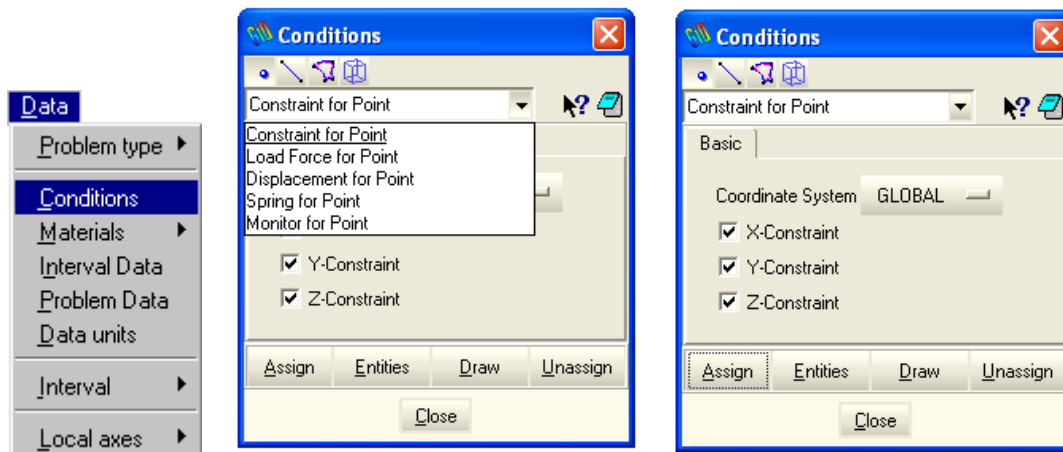 Data
Problem type
Conditions
Materials
Interval Data
Problem Data
Data units
Interval
Local axes
Conditions
Constraint for Point
Constraint for Point
Load Force for Point
Displacement for Point
Spring for Point
Monitor for Point
Y-Constraint
Z-Constraint
Assign Entities Draw Unassign
Close
Conditions
Constraint for Point
Basic
Coordinate System GLOBAL
X-Constraint
Y-Constraint
Z-Constraint
Assign Entities Draw Unassign
Close